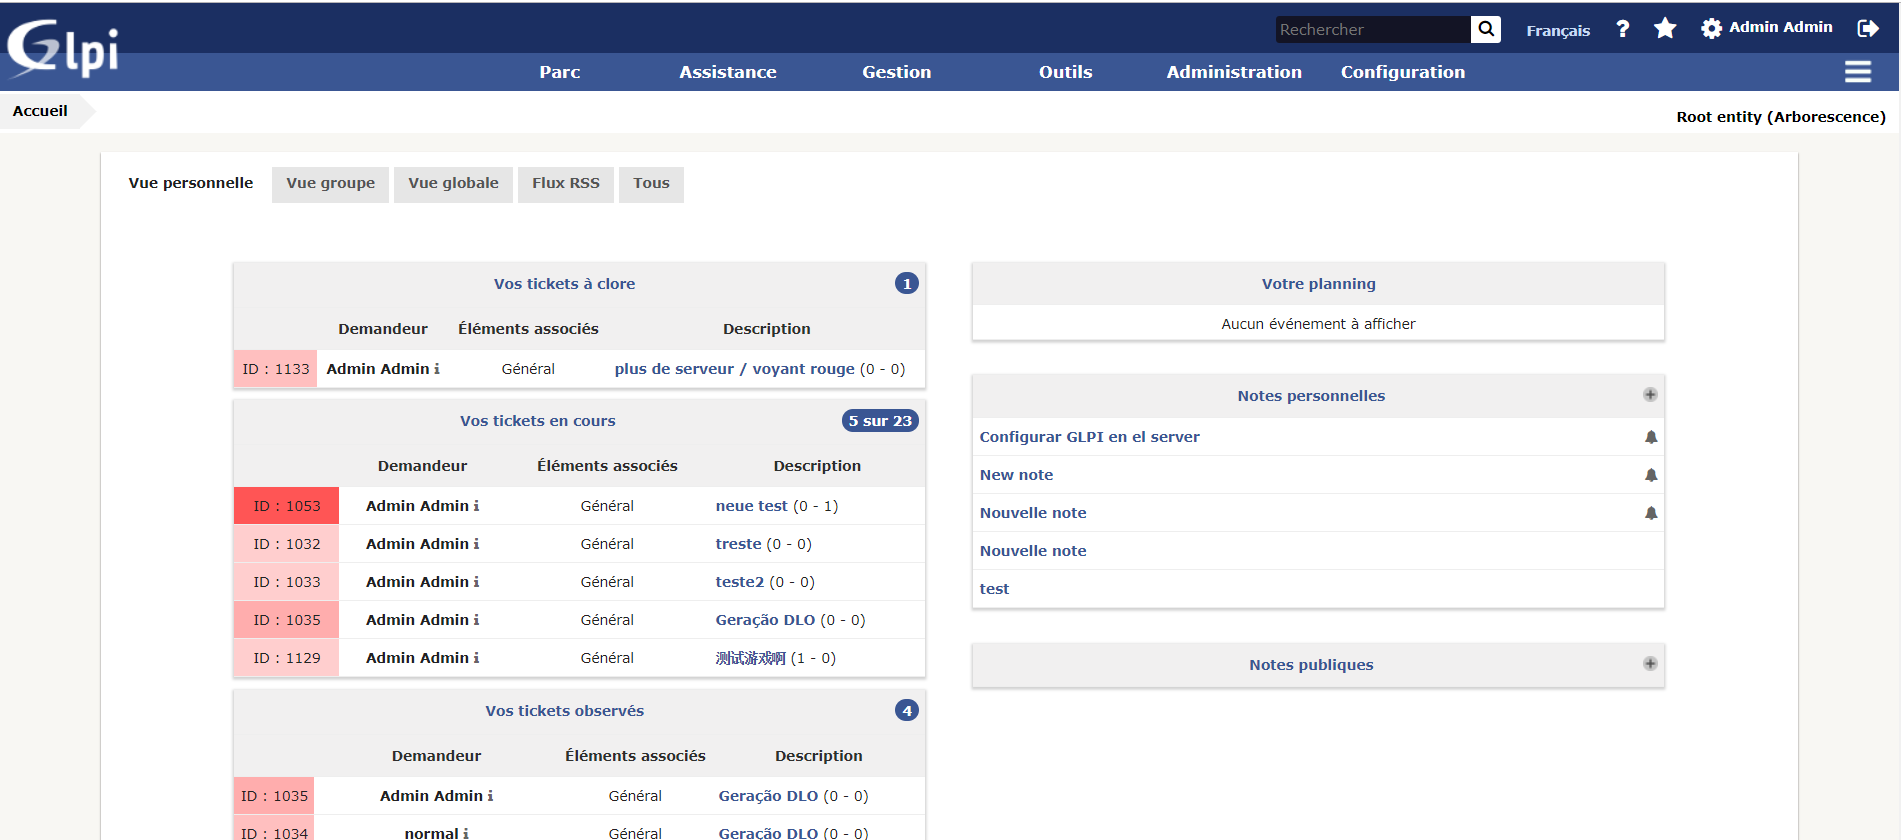 Glpi
Rechercher
Français ? Admin Admin
Parc Assistance Gestion Outils Administration Configuration
Accueil
Root entity (Arborescence)
Vue personnelle Vue groupe Vue globale Flux RSS Tous
Vos tickets à clore 1
Demandeur Éléments associés Description
ID : 1133 Admin Admin i Général plus de serveur / voyant rouge (0 - 0)
Vos tickets en cours 5 sur 23
Demandeur Éléments associés Description
ID : 1053 Admin Admin i Général neue test (0 - 1)
ID : 1032 Admin Admin i Général treste (0 - 0)
ID : 1033 Admin Admin i Général teste2 (0 - 0)
ID : 1035 Admin Admin i Général Geração DLO (0 - 0)
ID : 1129 Admin Admin i Général 测试游戏啊 (1 - 0)
Vos tickets observés 4
Demandeur Éléments associés Description
ID : 1035 Admin Admin i Général Geração DLO (0 - 0)
ID : 1034 normal i Général Geração DLO (0 - 0)
Votre planning
Aucun événement à afficher
Notes personnelles
Configurar GLPI en el server
New note
Nouvelle note
Nouvelle note
test
Notes publiques